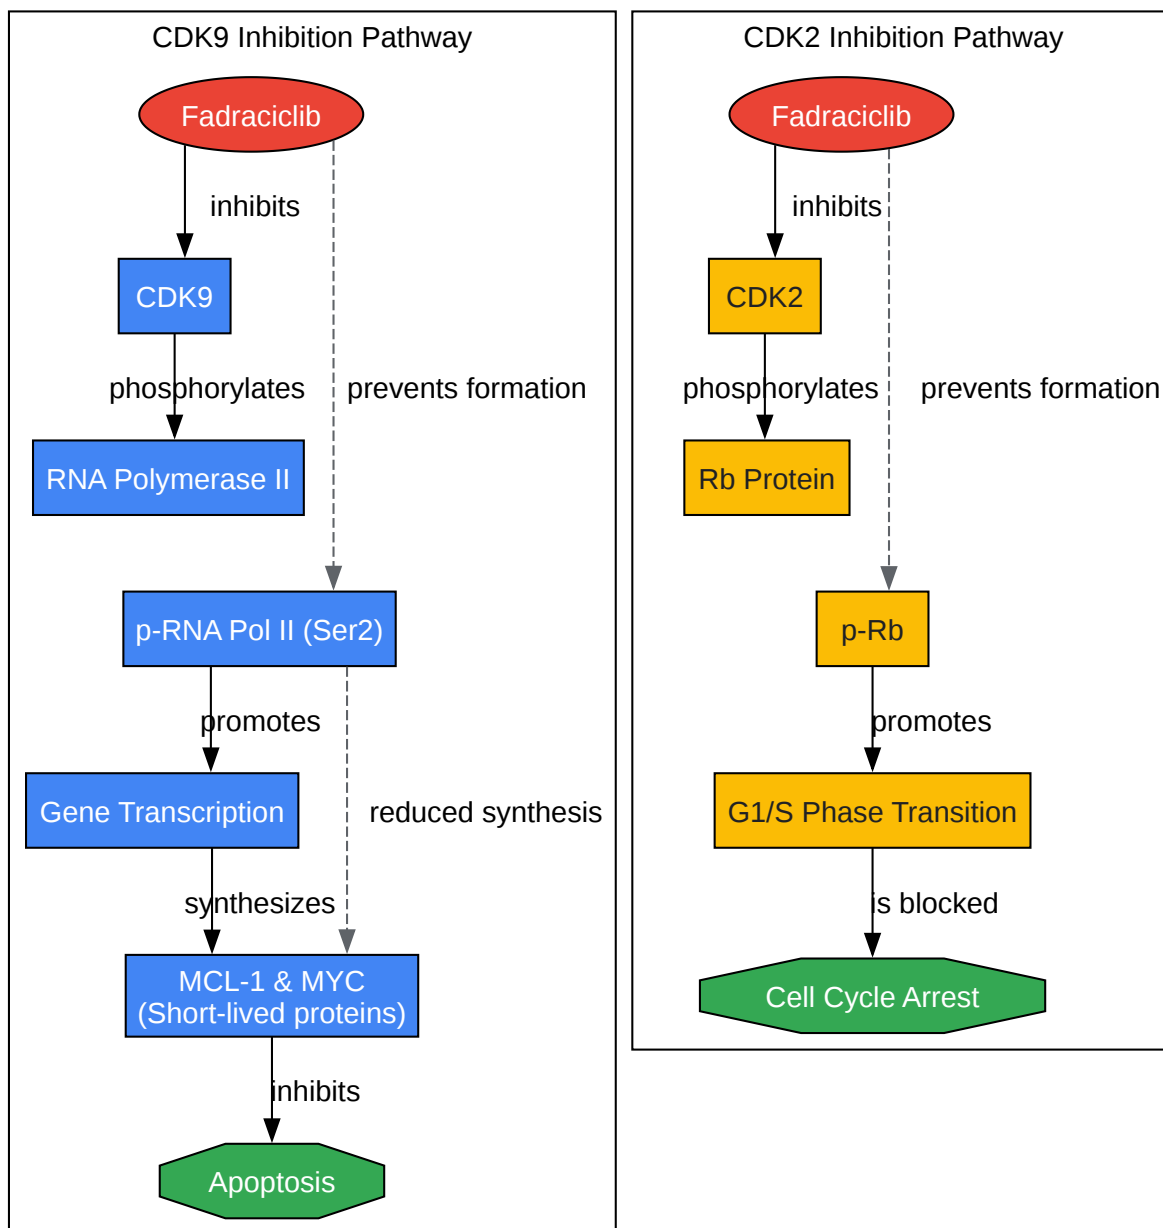 CDK9 Inhibition Pathway
Fadraciclib
inhibits
CDK9
phosphorylates
prevents formation
RNA Polymerase II
p-RNA Pol II (Ser2)
promotes
Gene Transcription
reduced synthesis
synthesizes
MCL-1 & MYC
(Short-lived proteins)
inhibits
Apoptosis
CDK2 Inhibition Pathway
Fadraciclib
inhibits
CDK2
phosphorylates
prevents formation
Rb Protein
p-Rb
promotes
G1/S Phase Transition
is blocked
Cell Cycle Arrest